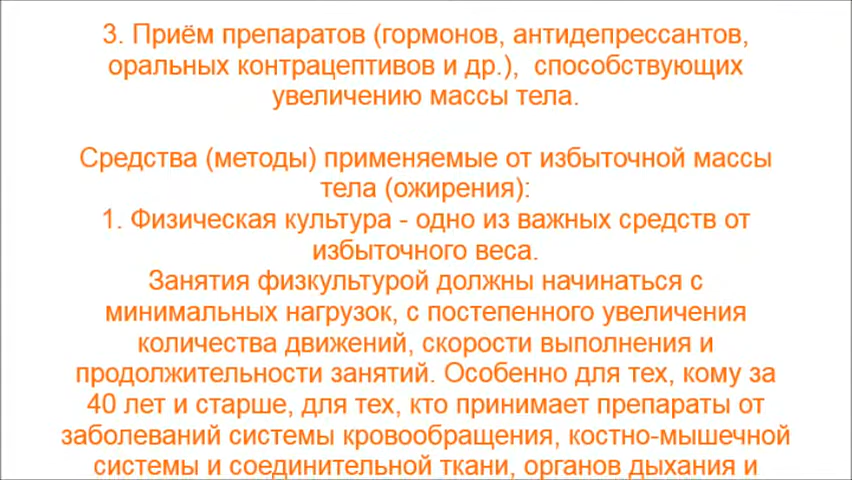 3. Приём препаратов (гормонов, антидепрессантов,
оральных контрацептивов и др.), способствующих
увеличению массы тела.
Средства (методы) применяемые от избыточной массы
тела (ожирения):
1. Физическая культура - одно из важных средств от
избыточного веса.
Занятия физкультурой должны начинаться с
минимальных нагрузок, с постепенного увеличения
количества движений, скорости выполнения и
продолжительности занятий. Особенно для тех, кому за
40 лет и старше, для тех, кто принимает препараты от
заболеваний системы кровообращения, костно-мышечной
системы и соединительной ткани, органов дыхания и